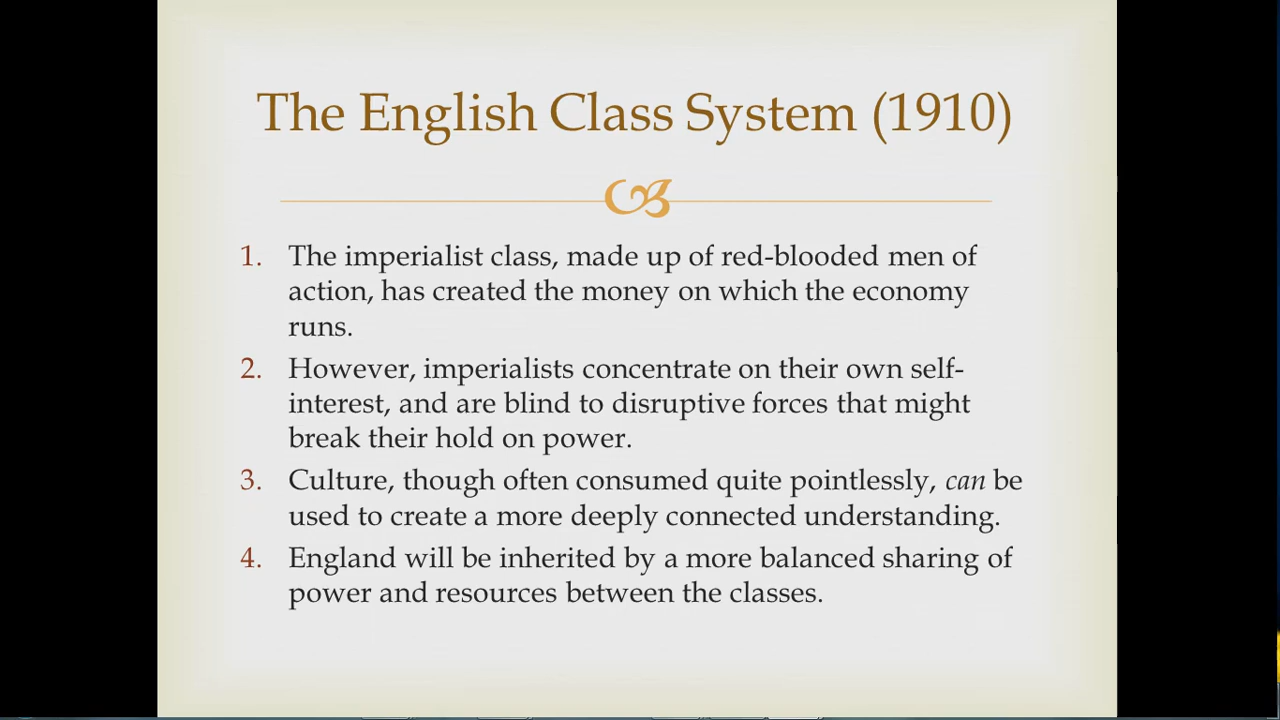 The English Class System (1910)
1. The imperialist class, made up of red-blooded men of
action, has created the money on which the economy
runs.
2. However, imperialists concentrate on their own self-
interest, and are blind to disruptive forces that might
break their hold on power.
3. Culture, though often consumed quite pointlessly, can be
used to create a more deeply connected understanding.
4. England will be inherited by a more balanced sharing of
power and resources between the classes.